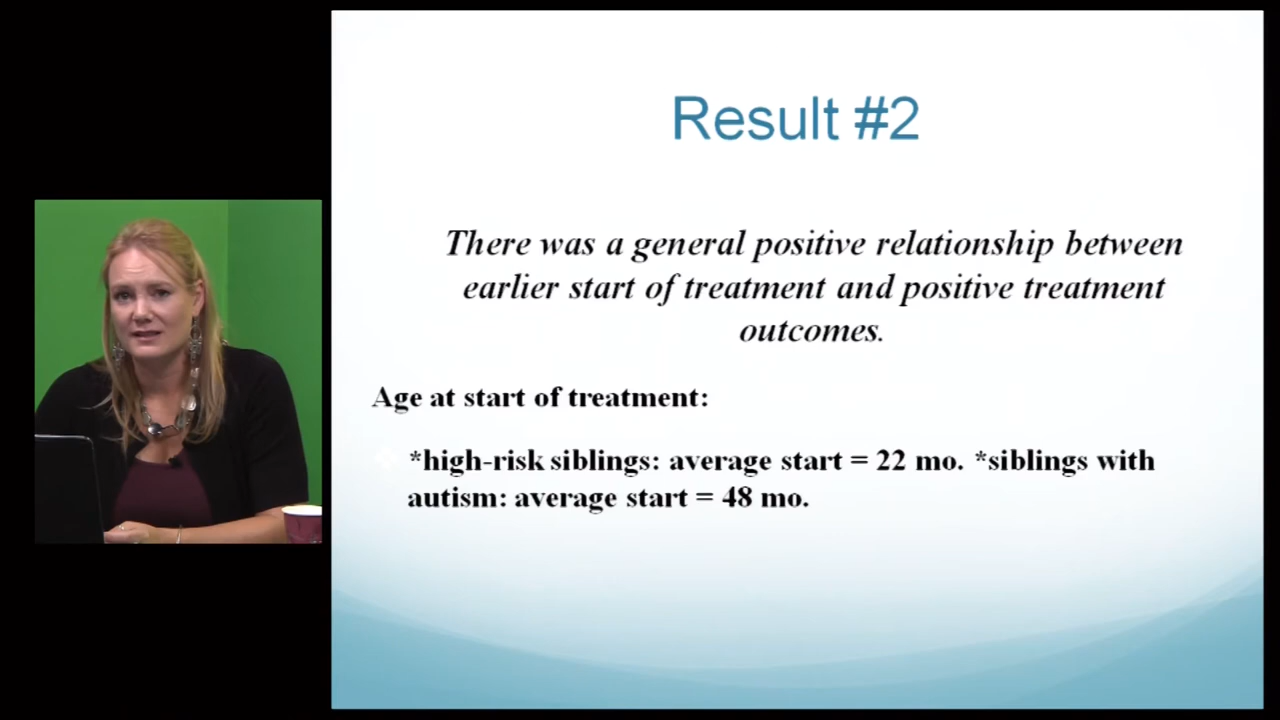 Result #2
There was a general positive relationship between
earlier start of treatment and positive treatment
outcomes.
Age at start of treatment:
*high-risk siblings: average start = 22 mo. *siblings with
autism: average start = 48 mo.